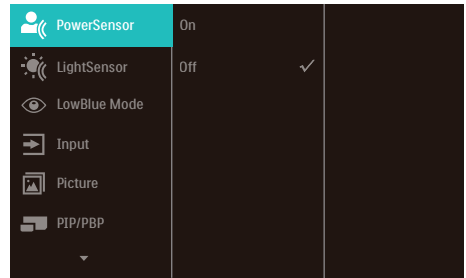 PowerSensor
On
LightSensor
Off
LowBlue Mode
Input
Picture
PIP/PBP